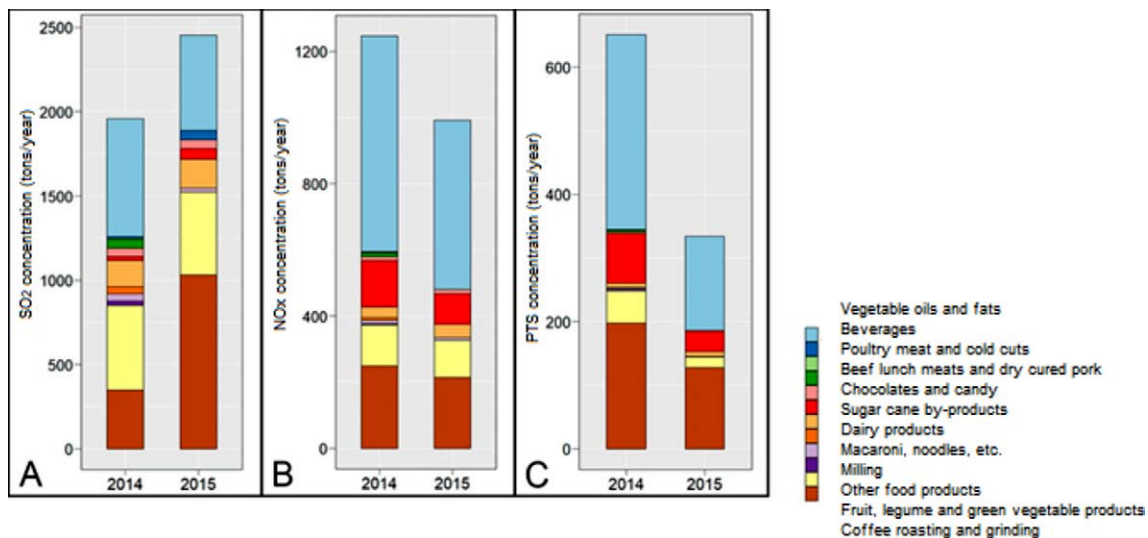 2500
2000
1500
1000
500
0
SO2 concentration (tons/year)
2014 2015
A
1200
800
400
0
NOx concentration (tons/year)
2014 2015
B
600
400
200
0
PTS concentration (tons/year)
2014 2015
C
Vegetable oils and fats
Beverages
Poultry meat and cold cuts
Beef lunch meats and dry cured pork
Chocolates and candy
Sugar cane by-products
Dairy products
Macaroni, noodles, etc.
Milling
Other food products
Fruit, legume and green vegetable products
Coffee roasting and grinding